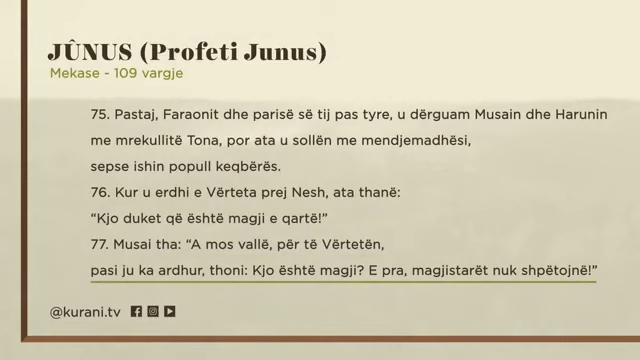 JÛNUS (Profeti Junus)
Mekase - 109 vargje
75. Pastaj, Faraonit dhe parisë së tij pas tyre, u dërguam Musain dhe Harunin
me mrekullitë Tona, por ata u sollën me mendjemadhësi,
sepse ishin popull keqbërës.
76. Kur u erdhi e Vërteta prej Nesh, ata thanë:
“Kjo duket që është magji e qartë!”
77. Musai tha: “A mos vallë, për të Vërtetën,
pasi ju ka ardhur, thoni: Kjo është magji? E pra, magjistarët nuk shpëtojnë!”
@kurani.tv